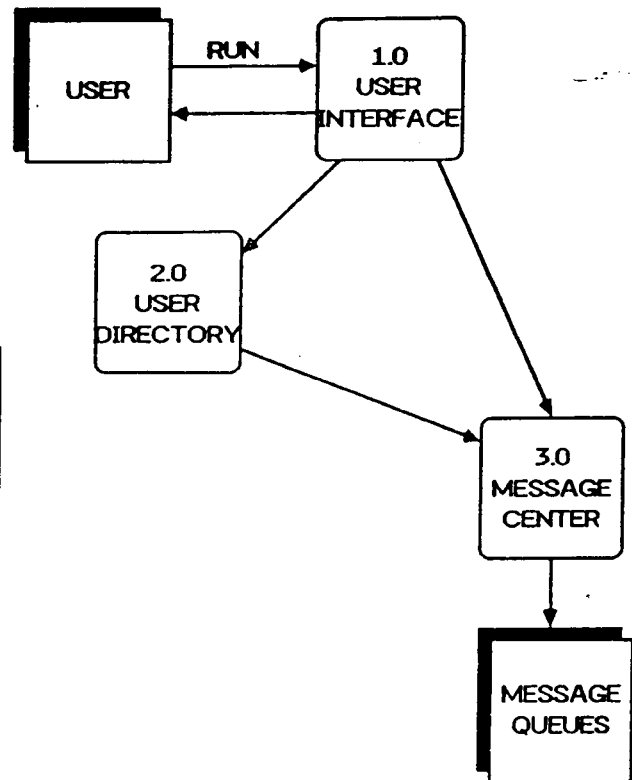 USER
RUN
1.0
USER
INTERFACE
2.0
USER
DIRECTORY
3.0
MESSAGE
CENTER
MESSAGE
QUEUES